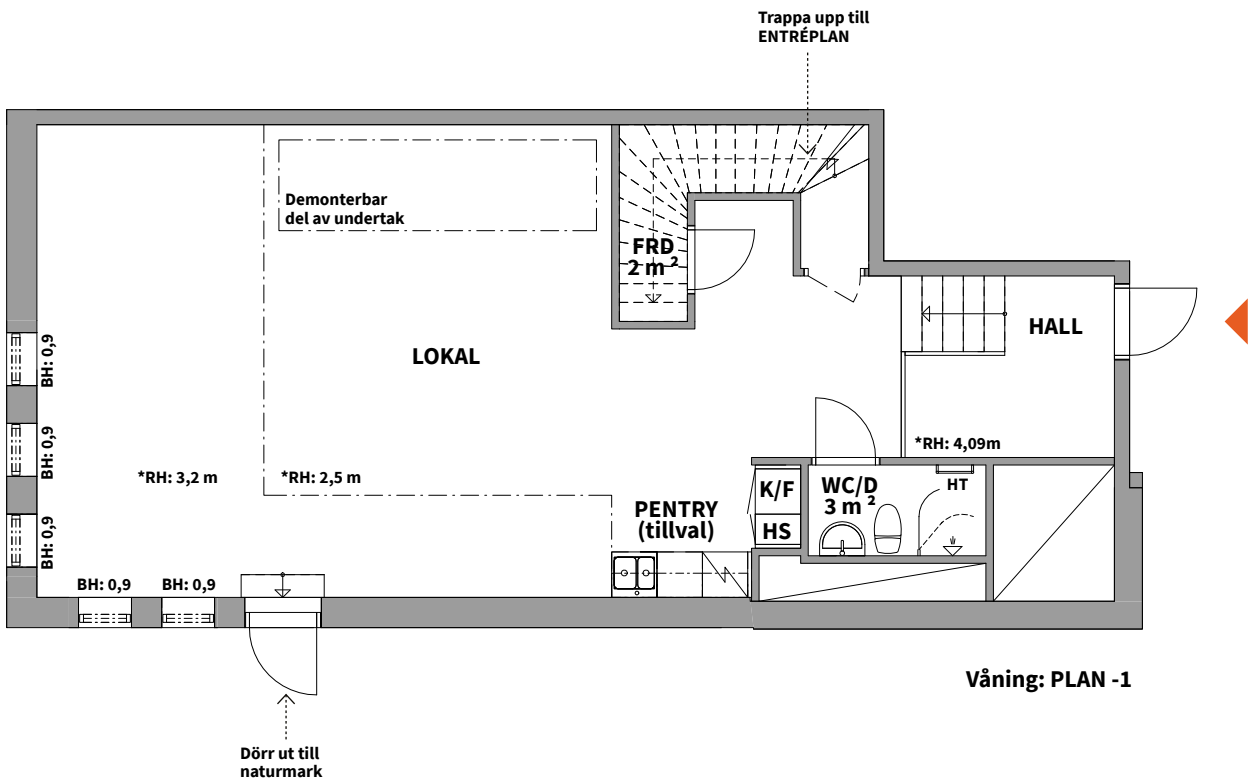 Trappa upp till
ENTRÉPLAN
Demonterbar
del av undertak
FRD
2 m²
HALL
LOKAL
BH: 0,9
BH: 0,9
BH: 0,9
*RH: 3,2 m
*RH: 2,5 m
*RH: 4,09m
PENTRY
(tillval)
K/F
HS
WC/D
3 m²
HT
BH: 0,9
BH: 0,9
Våning: PLAN -1
Dörr ut till
naturmark